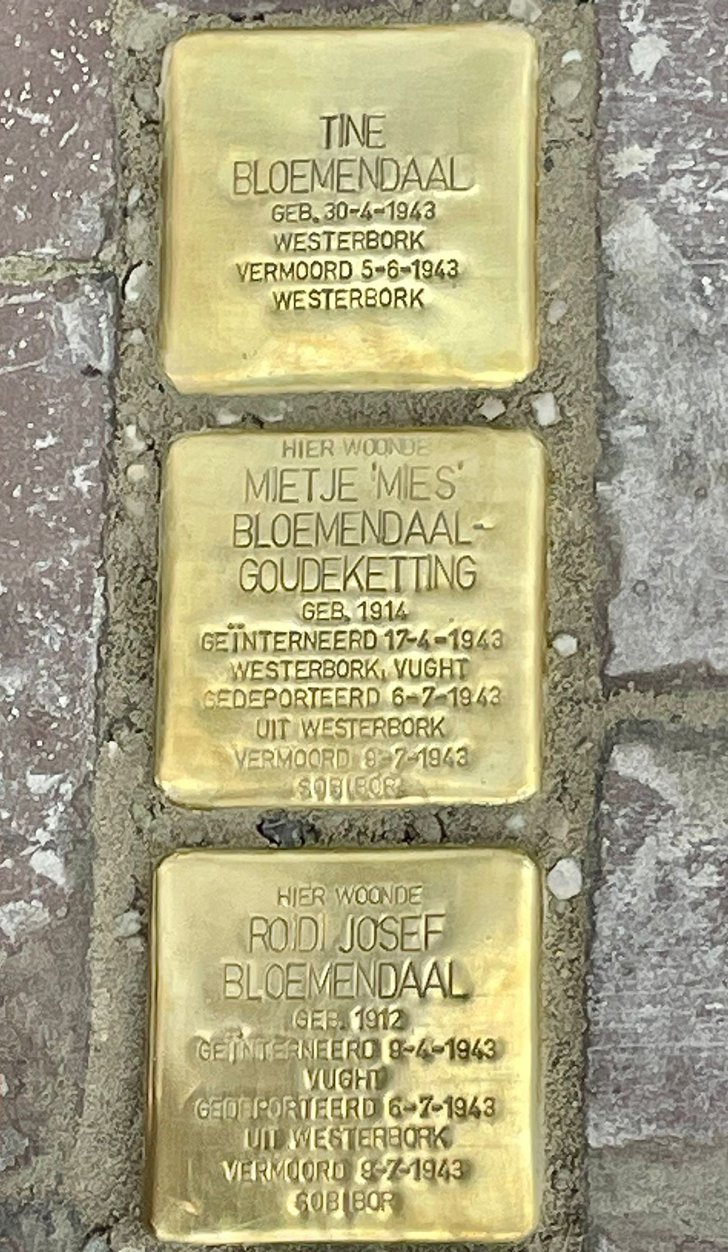 TINE
BLOEMENDAAL
GEB. 30-4-1943
WESTERBORK
VERMOORD 5-6-1943
WESTERBORK
HIER WOONDE
MIETJE 'MIES'
BLOEMENDAAL-
GOUDEKETTING
GEB. 1914
GEÏNTERNEERD 17-4-1943
WESTERBORK, VUGHT
GEDEPORTEERD 6-7-1943
UIT WESTERBORK
VERMOORD 9-7-1943
SOBIBOR
HIER WOONDE
ROIDI JOSEF
BLOEMENDAAL
GEB. 1912
GEÏNTERNEERD 9-4-1943
VUGHT
GEDEPORTEERD 6-7-1943
UIT WESTERBORK
VERMOORD 9-7-1943
SOBIBOR